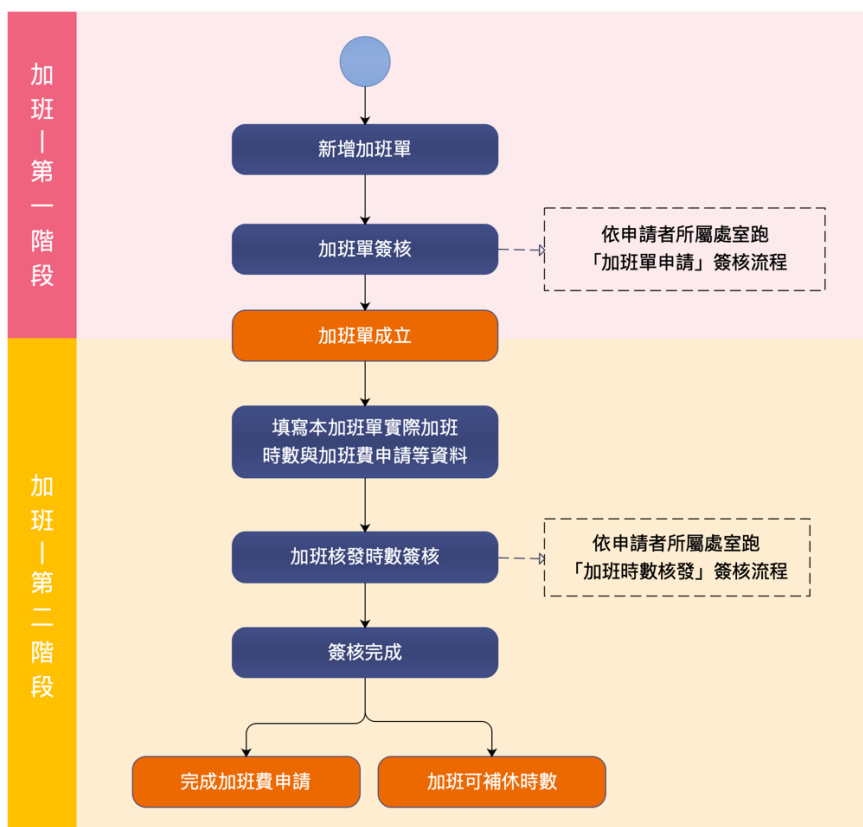 加班—第一階段
新增加班單
加班單簽核
依申請者所屬處室跑
「加班單申請」簽核流程
加班單成立
加班—第二階段
填寫本加班單實際加班
時數與加班費申請等資料
加班核發時數簽核
依申請者所屬處室跑
「加班時數核發」簽核流程
簽核完成
完成加班費申請
加班可補休時數